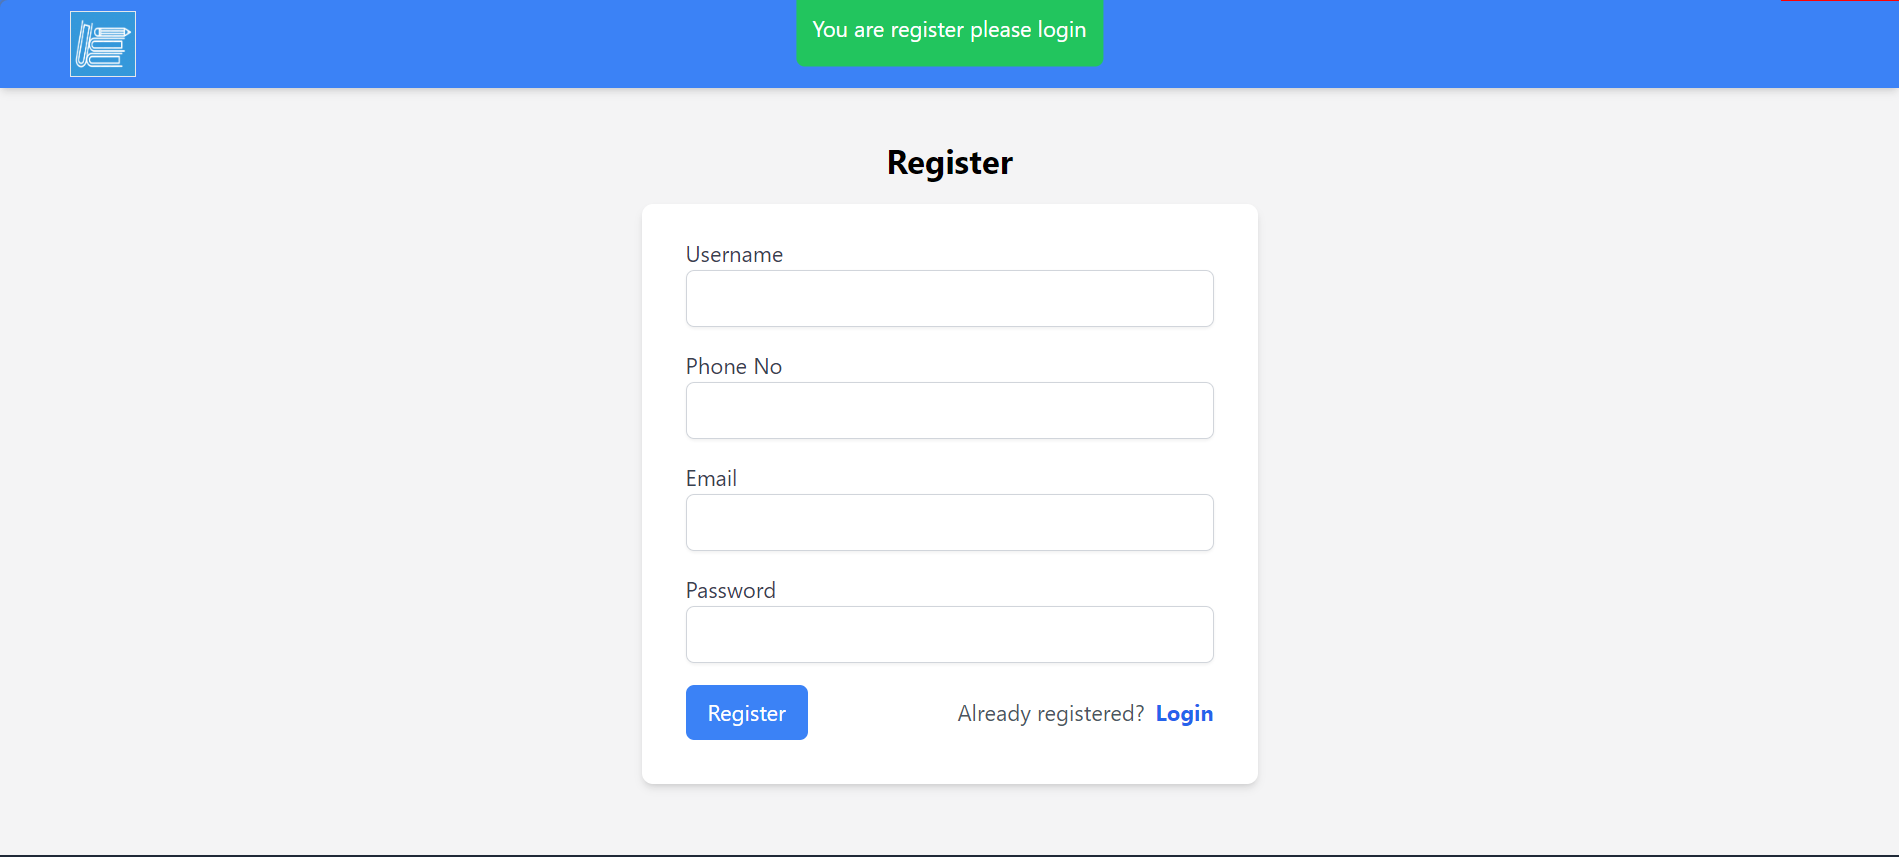 You are register please login
Register
Username
Phone No
Email
Password
Register
Already registered? Login